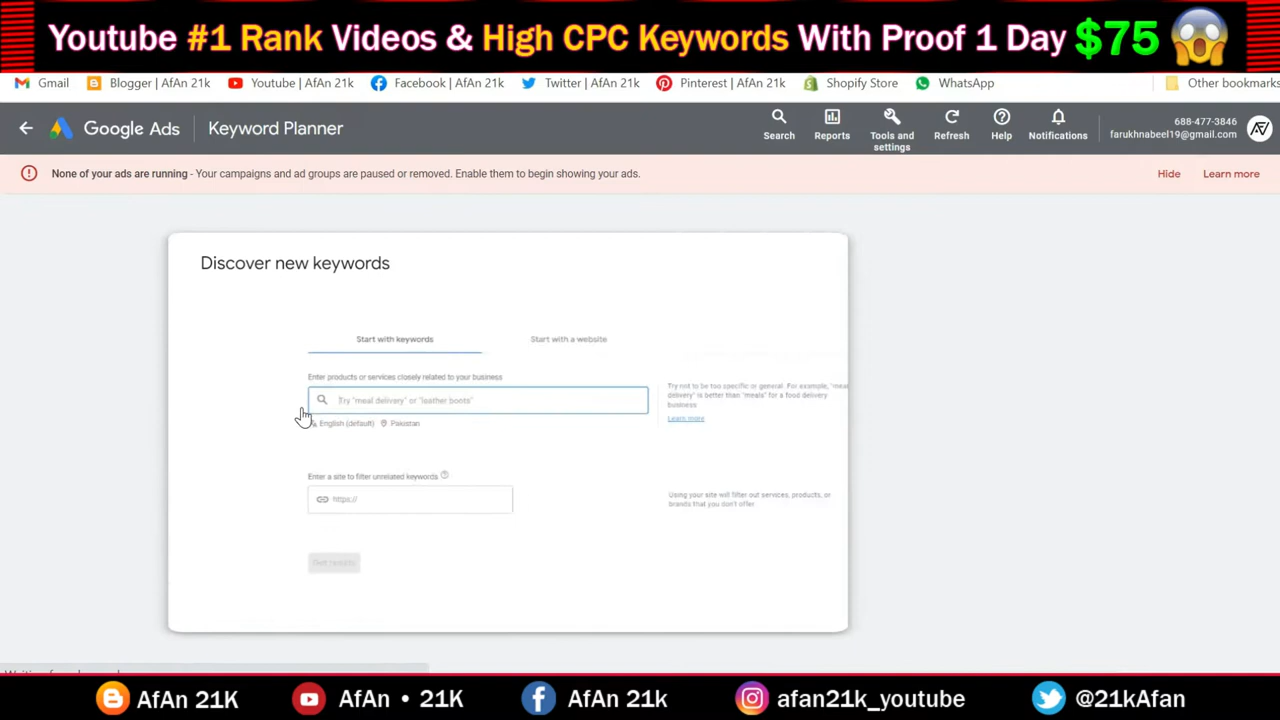 Youtube #1 Rank Videos & High CPC Keywords With Proof 1 Day $75
Gmail Blogger | AfAn 21k Youtube | AfAn 21k Facebook | AfAn 21k Twitter | AfAn 21k Pinterest | AfAn 21k Shopify Store WhatsApp Other bookmarks
Google Ads Keyword Planner
Search Reports Tools and settings Refresh Help Notifications
688-477-3846
farukhnabeel19@gmail.com
None of your ads are running - Your campaigns and ad groups are paused or removed. Enable them to begin showing your ads. Hide Learn more
Discover new keywords
Start with keywords Start with a website
Enter products or services closely related to your business
Try "meal delivery" or "leather boots"
English (default) Pakistan
Try not to be too specific or general. For example, "meal
delivery" is better than "meals" for a food delivery
business
Learn more
Enter a site to filter unrelated keywords
https://
Using your site will filter out services, products, or
brands that you don't offer
Get results
AfAn 21K AfAn • 21K AfAn 21k afan21k_youtube @21kAfan